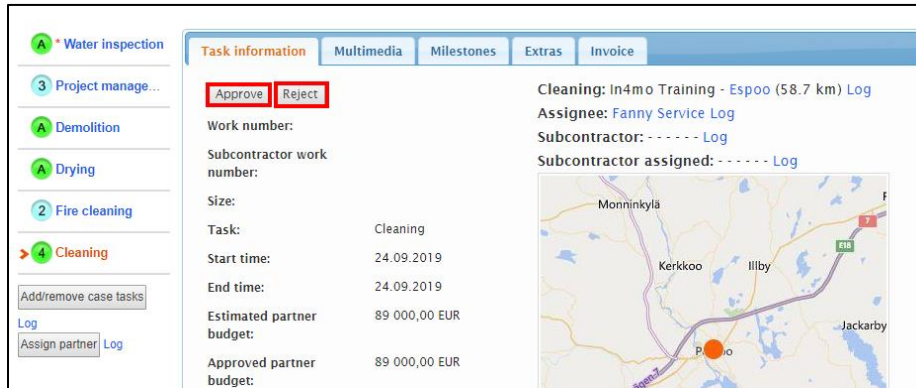 A * Water inspection
3 Project manage...
A Demolition
A Drying
2 Fire cleaning
4 Cleaning
Add/remove case tasks
Log
Assign partner Log
Task information Multimedia Milestones Extras Invoice
Approve Reject
Work number:
Subcontractor work
number:
Size:
Task: Cleaning
Start time: 24.09.2019
End time: 24.09.2019
Estimated partner 89 000,00 EUR
budget:
Approved partner 89 000,00 EUR
budget:
Cleaning: In4mo Training - Espoo (58.7 km) Log
Assignee: Fanny Service Log
Subcontractor: - - - - - - Log
Subcontractor assigned: - - - - - - Log
Monninkylä
7
E18
Kerkkoo Illby
Jackarby